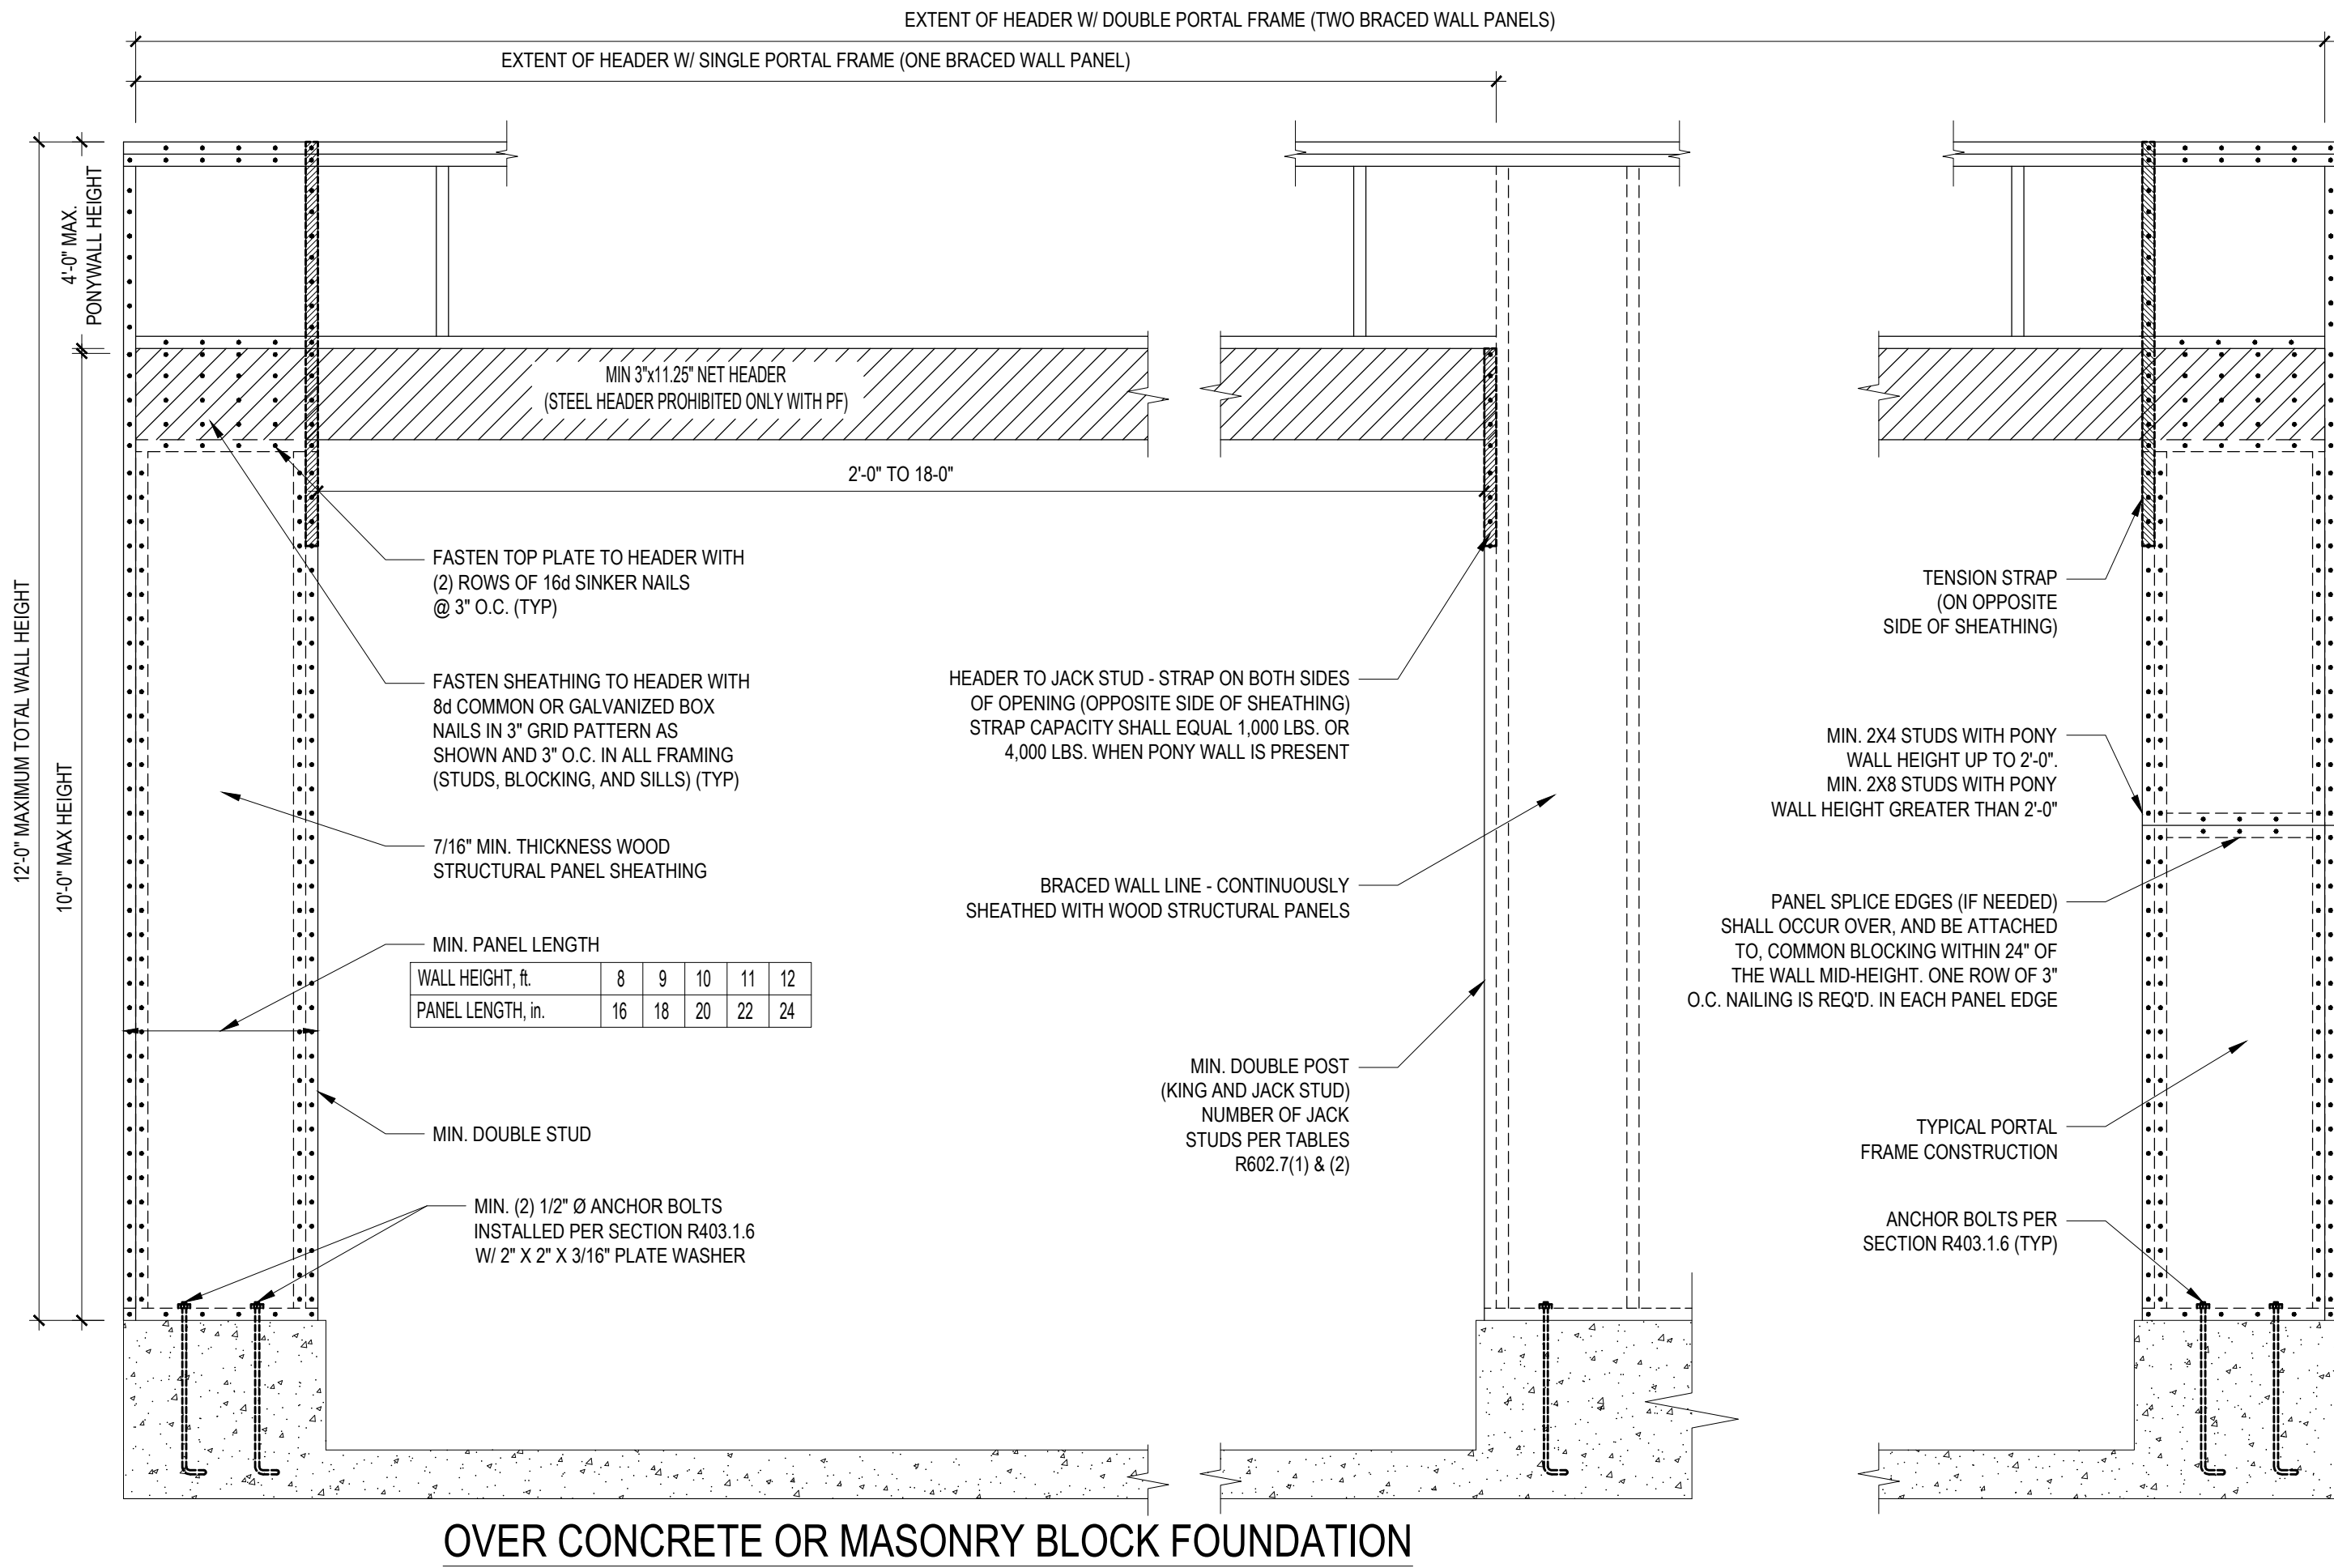 EXTENT OF HEADER W/ DOUBLE PORTAL FRAME (TWO BRACED WALL PANELS)
EXTENT OF HEADER W/ SINGLE PORTAL FRAME (ONE BRACED WALL PANEL)
4'-0" MAX.
PONYWALL HEIGHT
12'-0" MAXIMUM TOTAL WALL HEIGHT
10'-0" MAX HEIGHT
MIN 3"x11.25" NET HEADER
(STEEL HEADER PROHIBITED ONLY WITH PF)
2'-0" TO 18-0"
FASTEN TOP PLATE TO HEADER WITH
(2) ROWS OF 16d SINKER NAILS
@ 3" O.C. (TYP)
FASTEN SHEATHING TO HEADER WITH
8d COMMON OR GALVANIZED BOX
NAILS IN 3" GRID PATTERN AS
SHOWN AND 3" O.C. IN ALL FRAMING
(STUDS, BLOCKING, AND SILLS) (TYP)
7/16" MIN. THICKNESS WOOD
STRUCTURAL PANEL SHEATHING
MIN. PANEL LENGTH
WALL HEIGHT, ft. 8 9 10 11 12
PANEL LENGTH, in. 16 18 20 22 24
MIN. DOUBLE STUD
MIN. (2) 1/2" Ø ANCHOR BOLTS
INSTALLED PER SECTION R403.1.6
W/ 2" X 2" X 3/16" PLATE WASHER
HEADER TO JACK STUD - STRAP ON BOTH SIDES
OF OPENING (OPPOSITE SIDE OF SHEATHING)
STRAP CAPACITY SHALL EQUAL 1,000 LBS. OR
4,000 LBS. WHEN PONY WALL IS PRESENT
BRACED WALL LINE - CONTINUOUSLY
SHEATHED WITH WOOD STRUCTURAL PANELS
MIN. DOUBLE POST
(KING AND JACK STUD)
NUMBER OF JACK
STUDS PER TABLES
R602.7(1) & (2)
TENSION STRAP
(ON OPPOSITE
SIDE OF SHEATHING)
MIN. 2X4 STUDS WITH PONY
WALL HEIGHT UP TO 2'-0".
MIN. 2X8 STUDS WITH PONY
WALL HEIGHT GREATER THAN 2'-0"
PANEL SPLICE EDGES (IF NEEDED)
SHALL OCCUR OVER, AND BE ATTACHED
TO, COMMON BLOCKING WITHIN 24" OF
THE WALL MID-HEIGHT. ONE ROW OF 3"
O.C. NAILING IS REQ'D. IN EACH PANEL EDGE
TYPICAL PORTAL
FRAME CONSTRUCTION
ANCHOR BOLTS PER
SECTION R403.1.6 (TYP)
OVER CONCRETE OR MASONRY BLOCK FOUNDATION